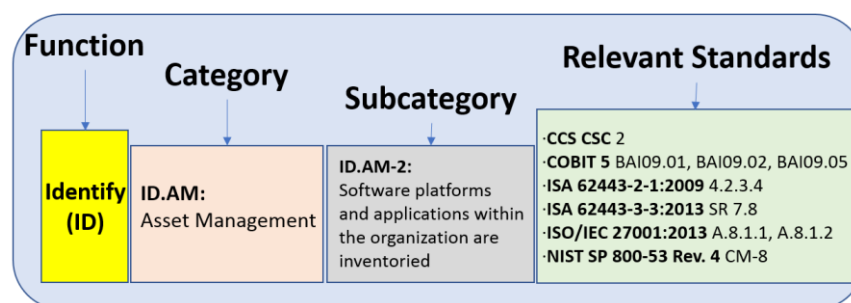 Function
Category
Subcategory
Relevant Standards
Identify
(ID)
ID.AM:
Asset Management
ID.AM-2:
Software platforms
and applications within
the organization are
inventoried
·CCS CSC 2
·COBIT 5 BAI09.01, BAI09.02, BAI09.05
·ISA 62443-2-1:2009 4.2.3.4
·ISA 62443-3-3:2013 SR 7.8
·ISO/IEC 27001:2013 A.8.1.1, A.8.1.2
·NIST SP 800-53 Rev. 4 CM-8